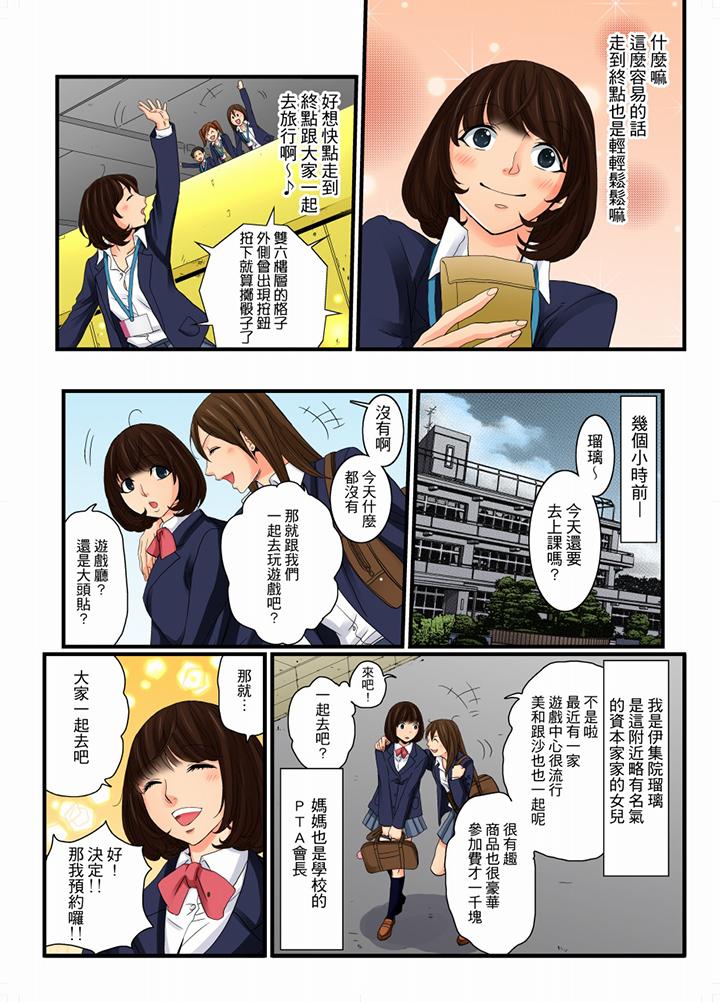 什麼嘛
這麼容易的話
走到終點也是輕輕鬆鬆嘛
好想快點走到
終點跟大家一起
去旅行啊～♪
雙六樓層的格子
外側會出現按鈕
按下就算擲骰子了
幾個小時前—
瑠璃～
今天還要
去上課嗎？
沒有啊
今天什麼
都沒有
那就跟我們
一起去玩遊戲吧？
遊戲廳？
還是大頭貼？
我是伊集院瑠璃
是這附近略有名氣
的資本家家的女兒
不是啦
最近有一家
遊戲中心很流行
美和跟沙也也一起呢
很有趣
商品也很豪華
參加費才一千塊
來吧！
一起去吧？
媽媽也是學校的
ＰＴＡ會長
那就…
大家一起去吧
好！
決定！！
那我預約囉！！